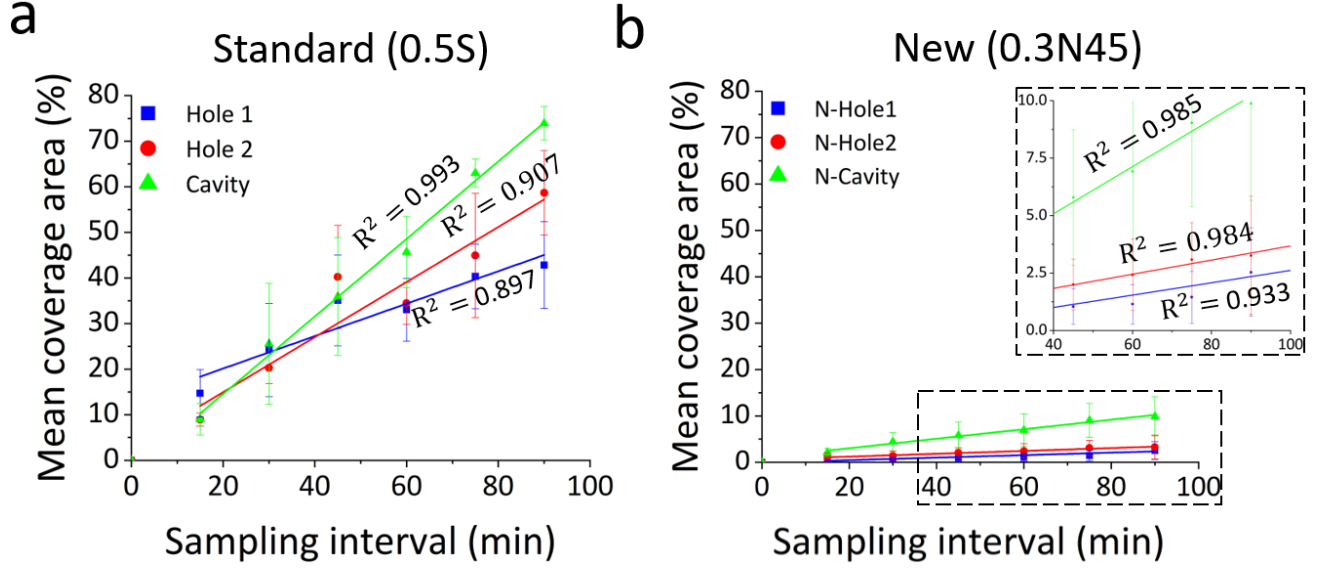 a
Standard (0.5S)
Mean coverage area (%)
80
70
60
50
40
30
20
10
0
Hole 1
Hole 2
Cavity
R² = 0.993
R² = 0.907
R² = 0.897
0
20
40
60
80
100
Sampling interval (min)
b
New (0.3N45)
Mean coverage area (%)
80
70
60
50
40
30
20
10
0
N-Hole1
N-Hole2
N-Cavity
10.0
7.5
5.0
2.5
0.0
R² = 0.985
R² = 0.984
R² = 0.933
40
60
80
100
0
20
40
60
80
100
Sampling interval (min)